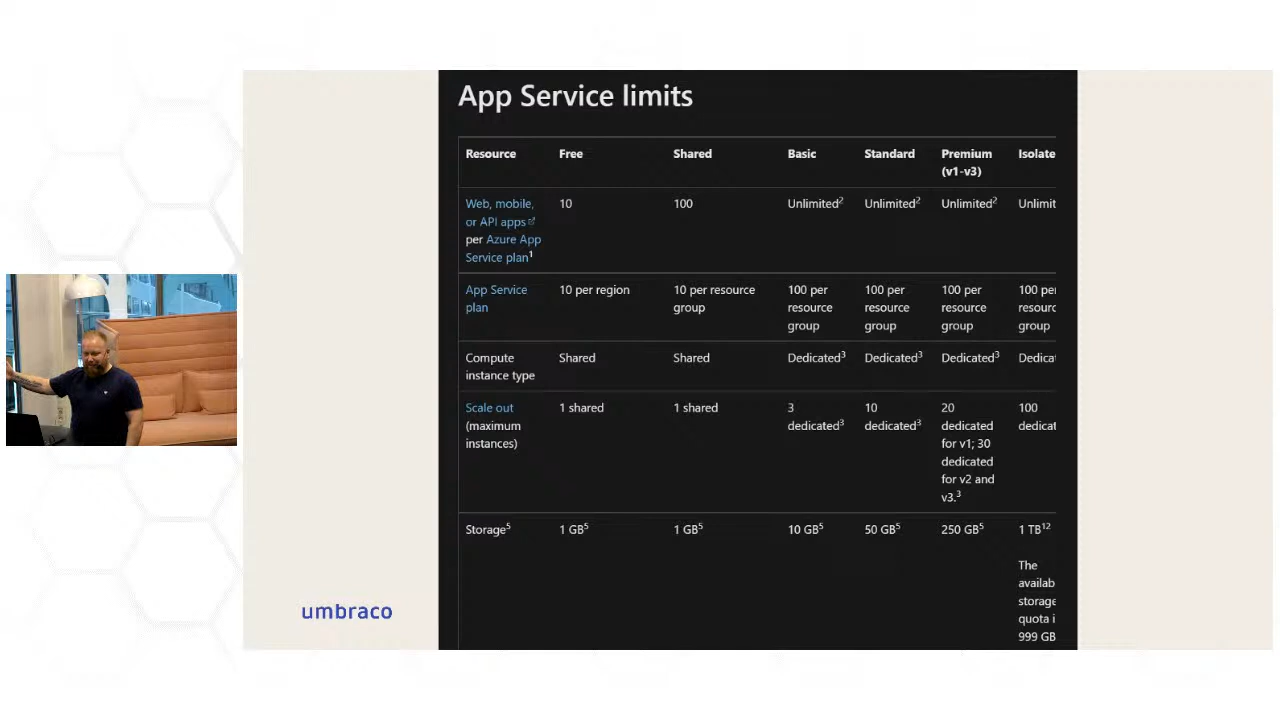 App Service limits
Resource Free Shared Basic Standard Premium (v1-v3) Isolate
Web, mobile, or API apps per Azure App Service plan¹ 10 100 Unlimited² Unlimited² Unlimited² Unlimit
App Service plan 10 per region 10 per resource group 100 per resource group 100 per resource group 100 per resource group 100 per resourc group
Compute instance type Shared Shared Dedicated³ Dedicated³ Dedicated³ Dedicat
Scale out (maximum instances) 1 shared 1 shared 3 dedicated³ 10 dedicated³ 20 dedicated for v1; 30 dedicated for v2 and v3.³ 100 dedicat
Storage⁵ 1 GB⁵ 1 GB⁵ 10 GB⁵ 50 GB⁵ 250 GB⁵ 1 TB¹²
The
availab
storage
quota i
999 GB
umbraco